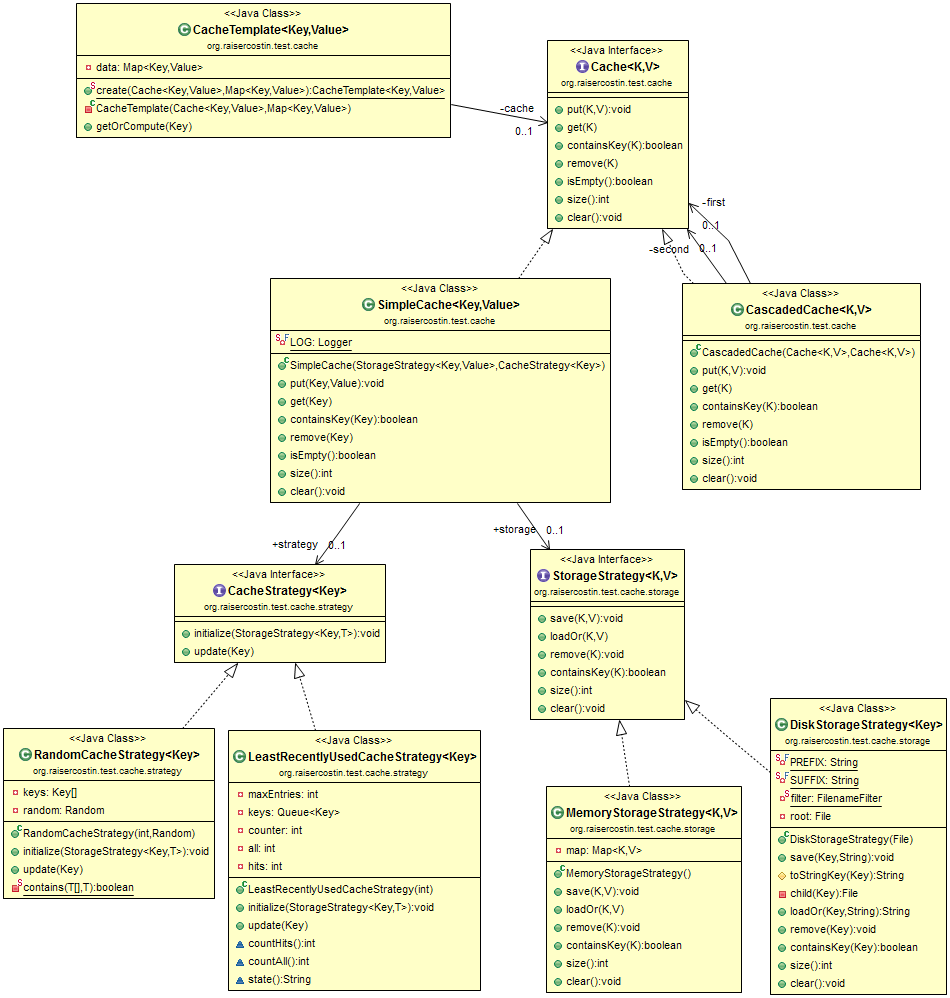 <<Java Class>>
CacheTemplate<Key,Value>
org.raisercostin.test.cache
data: Map<Key,Value>
create(Cache<Key,Value>,Map<Key,Value>):CacheTemplate<Key,Value>
CacheTemplate(Cache<Key,Value>,Map<Key,Value>)
getOrCompute(Key)
-cache
0..1
<<Java Interface>>
Cache<K,V>
org.raisercostin.test.cache
put(K,V):void
get(K)
containsKey(K):boolean
remove(K)
isEmpty():boolean
size():int
clear():void
-first
0..1
-second
0..1
<<Java Class>>
SimpleCache<Key,Value>
org.raisercostin.test.cache
LOG: Logger
SimpleCache(StorageStrategy<Key,Value>,CacheStrategy<Key>)
put(Key,Value):void
get(Key)
containsKey(Key):boolean
remove(Key)
isEmpty():boolean
size():int
clear():void
<<Java Class>>
CascadedCache<K,V>
org.raisercostin.test.cache
CascadedCache(Cache<K,V>,Cache<K,V>)
put(K,V):void
get(K)
containsKey(K):boolean
remove(K)
isEmpty():boolean
size():int
clear():void
+strategy
0..1
+storage
0..1
<<Java Interface>>
CacheStrategy<Key>
org.raisercostin.test.cache.strategy
initialize(StorageStrategy<Key,T>):void
update(Key)
<<Java Interface>>
StorageStrategy<K,V>
org.raisercostin.test.cache.storage
save(K,V):void
loadOr(K,V)
remove(K):void
containsKey(K):boolean
size():int
clear():void
<<Java Class>>
RandomCacheStrategy<Key>
org.raisercostin.test.cache.strategy
keys: Key[]
random: Random
RandomCacheStrategy(int,Random)
initialize(StorageStrategy<Key,T>):void
update(Key)
contains(T[],T):boolean
<<Java Class>>
LeastRecentlyUsedCacheStrategy<Key>
org.raisercostin.test.cache.strategy
maxEntries: int
keys: Queue<Key>
counter: int
all: int
hits: int
LeastRecentlyUsedCacheStrategy(int)
initialize(StorageStrategy<Key,T>):void
update(Key)
countHits():int
countAll():int
state():String
<<Java Class>>
MemoryStorageStrategy<K,V>
org.raisercostin.test.cache.storage
map: Map<K,V>
MemoryStorageStrategy()
save(K,V):void
loadOr(K,V)
remove(K):void
containsKey(K):boolean
size():int
clear():void
<<Java Class>>
DiskStorageStrategy<Key>
org.raisercostin.test.cache.storage
PREFIX: String
SUFFIX: String
filter: FilenameFilter
root: File
DiskStorageStrategy(File)
save(Key,String):void
toStringKey(Key):String
child(Key):File
loadOr(Key,String):String
remove(Key):void
containsKey(Key):boolean
size():int
clear():void